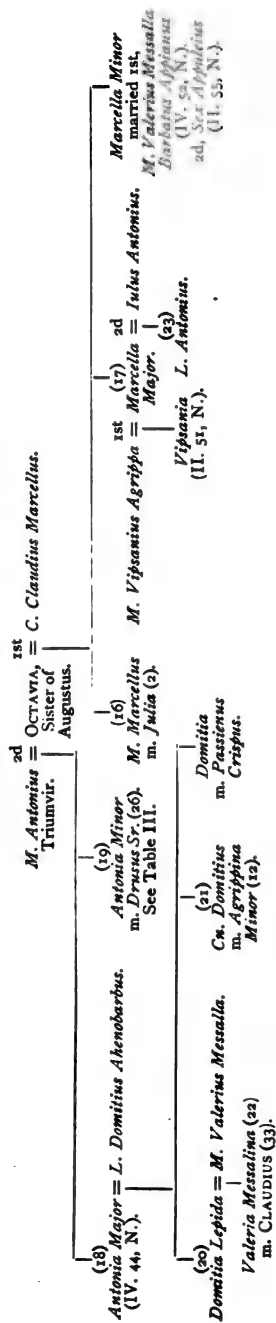 2d 1st
M. Antonius = OCTAVIA, = C. Claudius Marcellus.
Triumvir. Sister of
Augustus.
(18)
Antonia Major = L. Domitius Ahenobarbus.
(IV. 44, N.).
(19)
Antonia Minor
m. Drusus Sr. (26).
See Table III.
(16)
M. Marcellus
m. Julia (2).
(17)
1st 2d
M. Vipsanius Agrippa = Marcella = Iulus Antonius.
Major.
(23)
Vipsania
(II. 51, N.).
L. Antonius.
Marcella Minor
married 1st,
M. Valerius Messalla
Barbatus Appianus
(IV. 52, N.)
2d, Sex Appuleius
(II. 55, N.).
(20)
Domitia Lepida = M. Valerius Messalla.
Valeria Messalina (22)
m. CLAUDIUS (33).
(21)
Cn. Domitius
m. Agrippina
Minor (12).
Domitia
m. Passienus
Crispus.